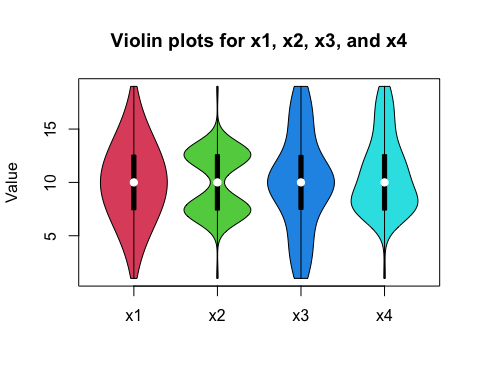 Violin plots for x1, x2, x3, and x4
Value
15
10
5
x1 x2 x3 x4